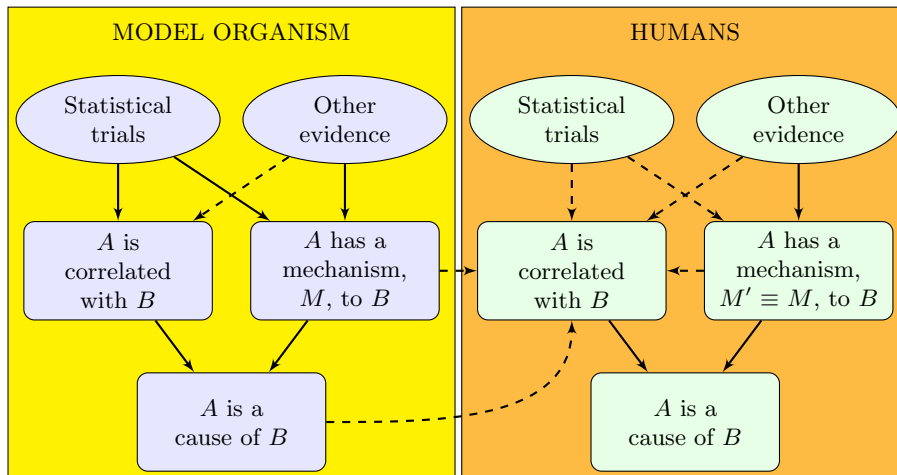 MODEL ORGANISM
Statistical
trials
Other
evidence
A is
correlated
with B
A has a
mechanism,
M, to B
A is a
cause of B
HUMANS
Statistical
trials
Other
evidence
A is
correlated
with B
A has a
mechanism,
M′ ≡ M, to B
A is a
cause of B